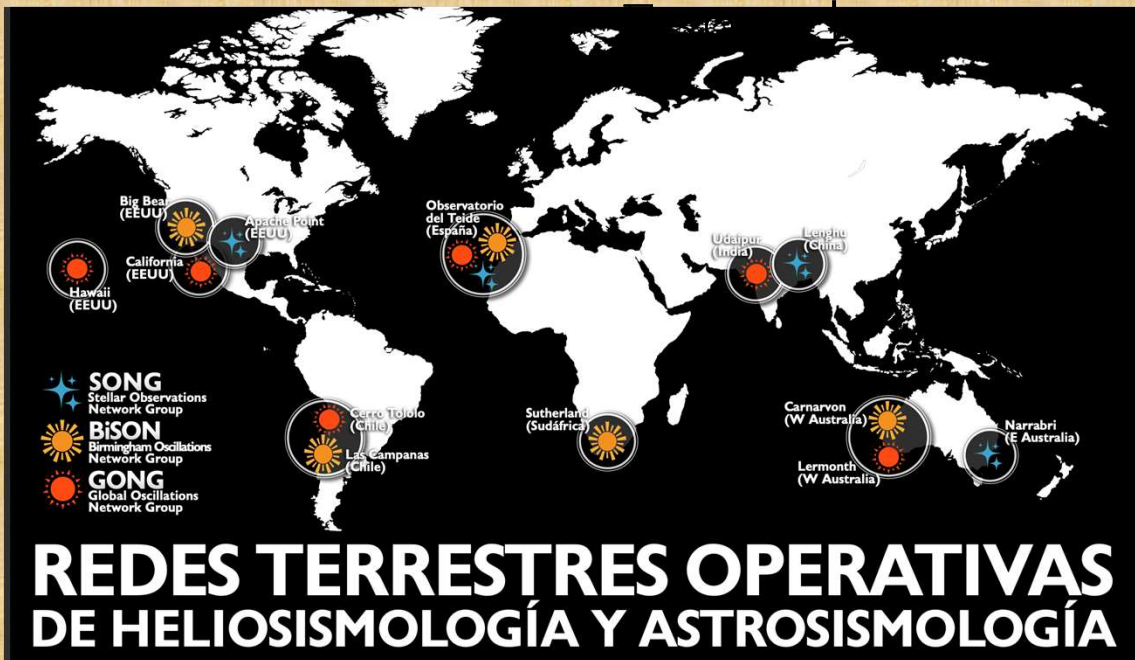 Big Bear
(EEUU)
Apache Point
(EEUU)
California
(EEUU)
Hawaii
(EEUU)
Observatorio
del Teide
(España)
Udaipur
(India)
Lenghu
(China)
SONG
Stellar Observations
Network Group
BiSON
Birmingham Oscillations
Network Group
GONG
Global Oscillations
Network Group
Cerro Tololo
(Chile)
Las Campanas
(Chile)
Sutherland
(Sudáfrica)
Carnarvon
(W Australia)
Lermonth
(W Australia)
Narrabri
(E Australia)
REDES TERRESTRES OPERATIVAS
DE HELIOSISMOLOGÍA Y ASTROSISMOLOGÍA